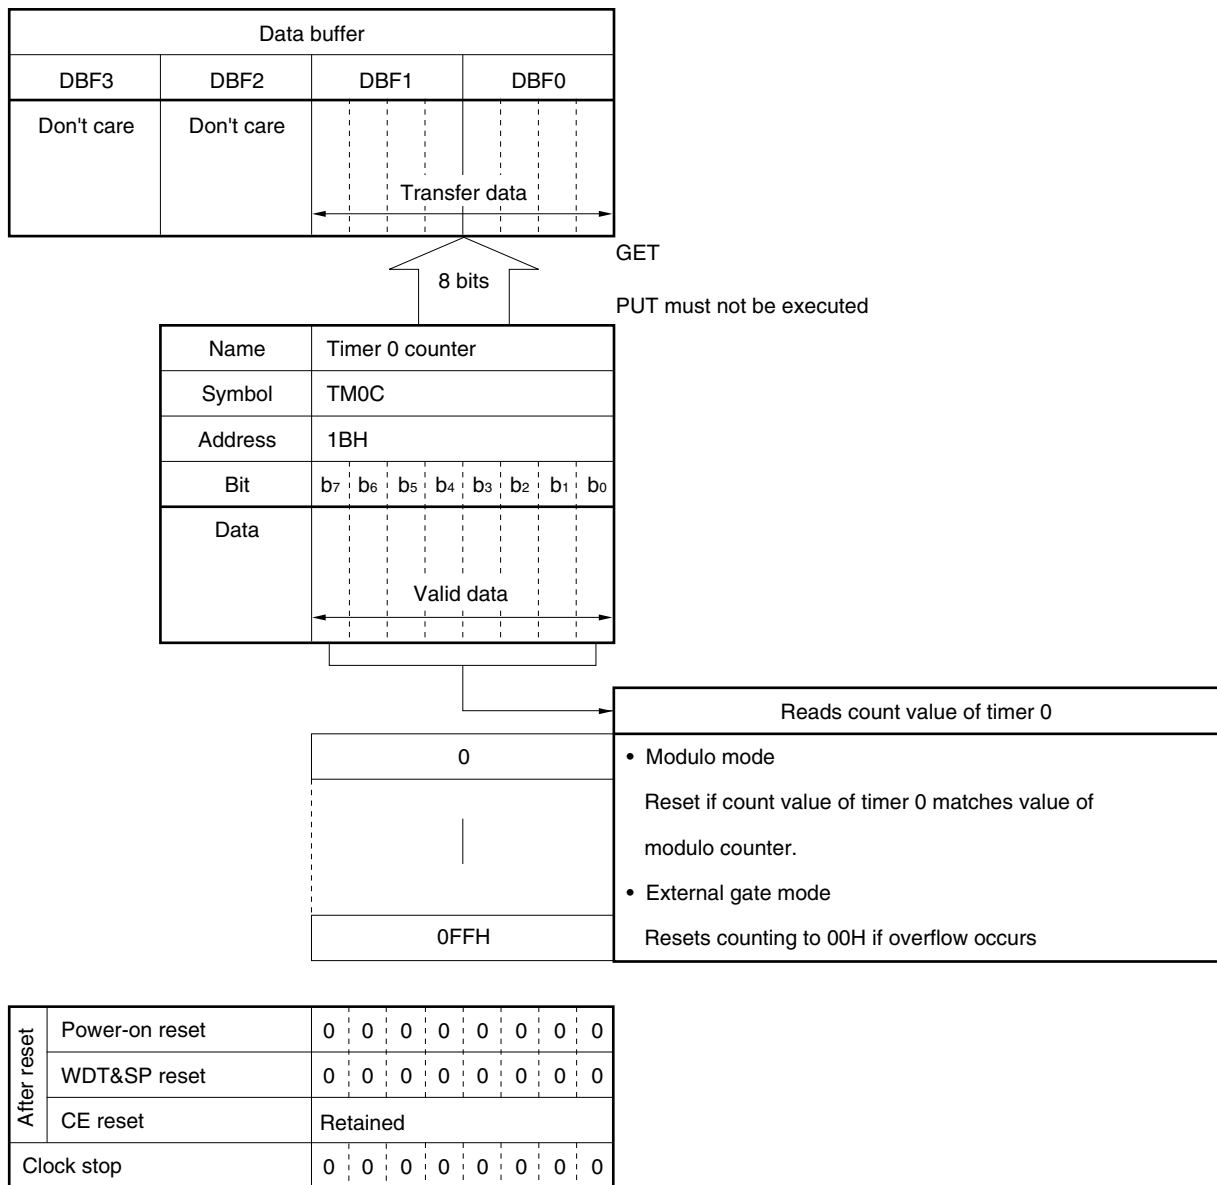 Data buffer
DBF3 DBF2 DBF1 DBF0
Don't care Don't care
Transfer data
GET
8 bits
PUT must not be executed
Name Timer 0 counter
Symbol TM0C
Address 1BH
Bit b7 b6 b5 b4 b3 b2 b1 b0
Data
Valid data
Reads count value of timer 0
0
• Modulo mode
Reset if count value of timer 0 matches value of
modulo counter.
• External gate mode
0FFH
Resets counting to 00H if overflow occurs
After reset
Power-on reset 0 0 0 0 0 0 0 0
WDT&SP reset 0 0 0 0 0 0 0 0
CE reset Retained
Clock stop 0 0 0 0 0 0 0 0